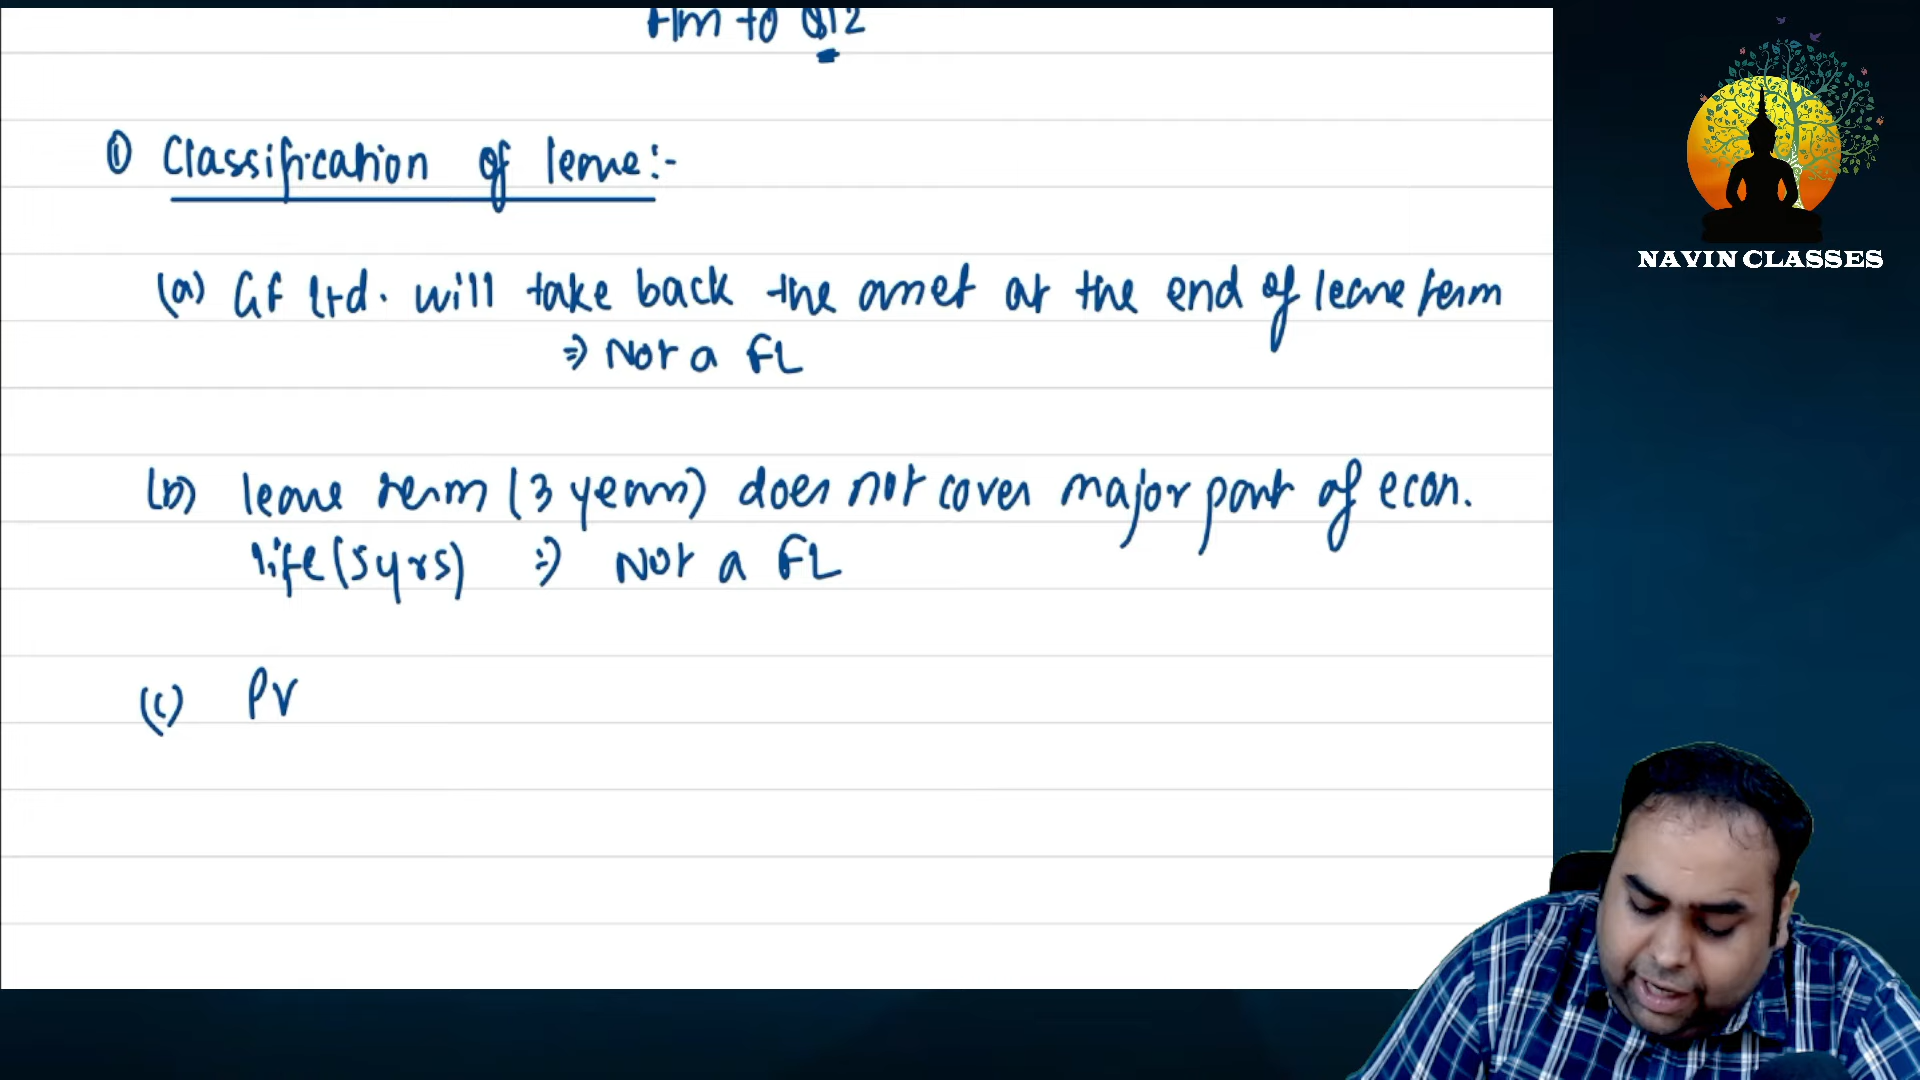 Ans to Q12
① Classification of lease:-
(a) GF Ltd. will take back the asset at the end of lease term
⇒ Not a FL
(b) lease term (3 years) does not cover major part of econ.
life (5 yrs) ⇒ Not a FL
(c) PV
NAVIN CLASSES